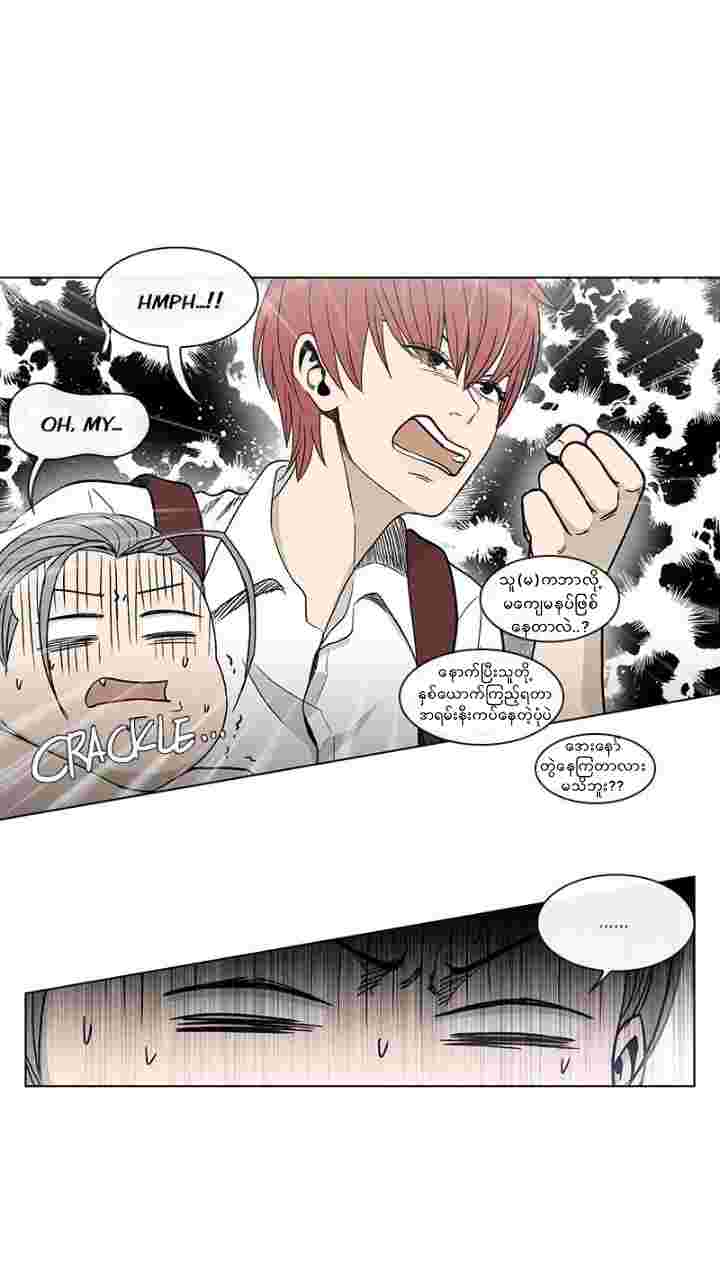 HMPH...!!
OH, MY...
သူ(မ)ကဘာလို့
မကျေမနပ်ဖြစ်
နေတာလဲ..?
နောက်ပြီးသူတို့
နှစ်ယောက်ကြည့်ရတာ
အရမ်းနီးကပ်နေတဲ့ပုံပဲ
CRACKLE...
အေးနော်
တွဲနေကြတာလား
မသိဘူး??
......